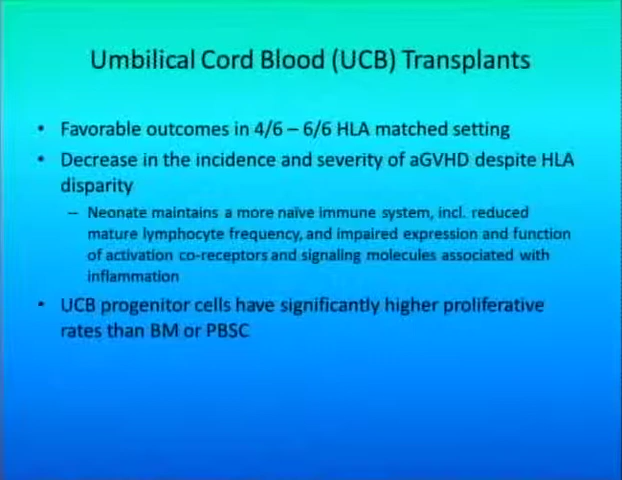 Umbilical Cord Blood (UCB) Transplants
• Favorable outcomes in 4/6 – 6/6 HLA matched setting
• Decrease in the incidence and severity of aGVHD despite HLA
disparity
– Neonate maintains a more naïve immune system, incl. reduced
mature lymphocyte frequency, and impaired expression and function
of activation co-receptors and signaling molecules associated with
inflammation
• UCB progenitor cells have significantly higher proliferative
rates than BM or PBSC